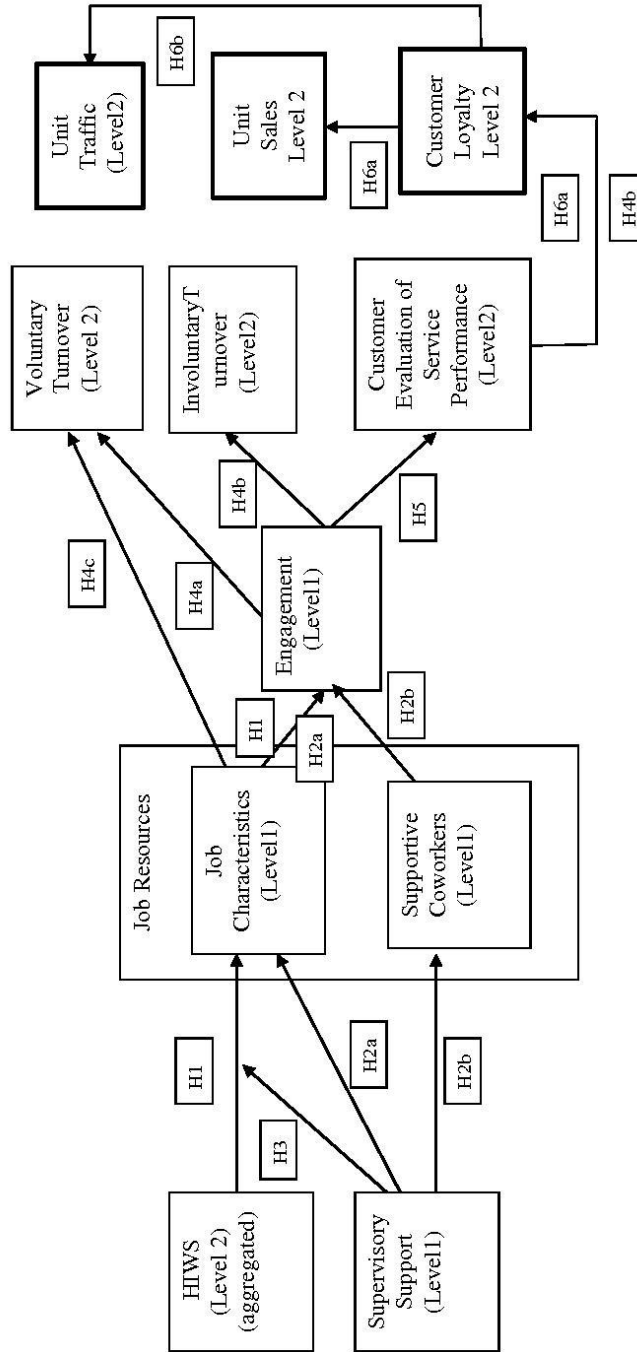 HIWS
(Level 2)
(aggregated)
Supervisory
Support
(Level1)
H1
H3
H2a
H2b
Job Resources
Job
Characteristics
(Level1)
Supportive
Coworkers
(Level1)
H1
H2a
H2b
H4c
H4a
Engagement
(Level1)
H4b
H5
Voluntary
Turnover
(Level 2)
InvoluntaryT
urnover
(Level2)
Customer
Evaluation of
Service
Performance
(Level2)
H6a
H4b
Unit
Traffic
(Level2)
H6b
Unit
Sales
Level 2
H6a
Customer
Loyalty
Level 2